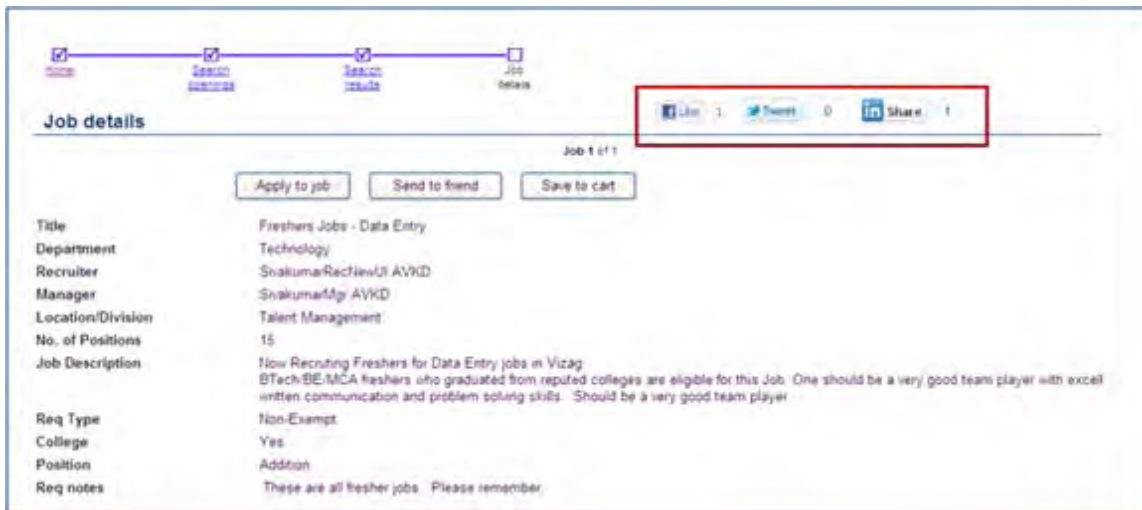 Home
Search
openings
Search
results
Job
details
Like 1 Tweet 0 in Share 1
Job details
Job 1 of 1
Apply to job Send to friend Save to cart
Title Freshers Jobs - Data Entry
Department Technology
Recruiter SivakumarRecNewUI AVKD
Manager SivakumarMgr AVKD
Location/Division Talent Management
No. of Positions 15
Job Description Now Recruting Freshers for Data Entry jobs in Vizag
BTech/BE/MCA freshers who graduated from reputed colleges are eligible for this Job. One should be a very good team player with excell
written communication and problem solving skills. Should be a very good team player
Req Type Non-Exempt
College Yes
Position Addition
Req notes These are all fresher jobs. Please remember.